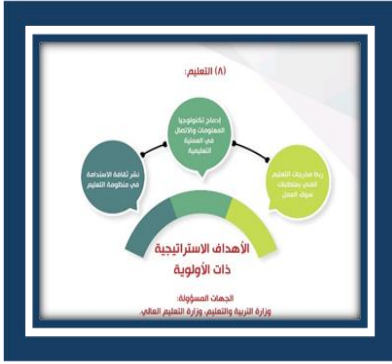 (٨) التعليم:
إدماج تكنولوجيا
المعلومات والاتصال
في العملية
التعليمية
ربط مخرجات التعليم
الفني بمتطلبات
سوق العمل
نشر ثقافة الاستدامة
في منظومة التعليم
الأهداف الاستراتيجية
ذات الأولوية
الجهات المسؤولة:
وزارة التربية والتعليم، وزارة التعليم العالي.